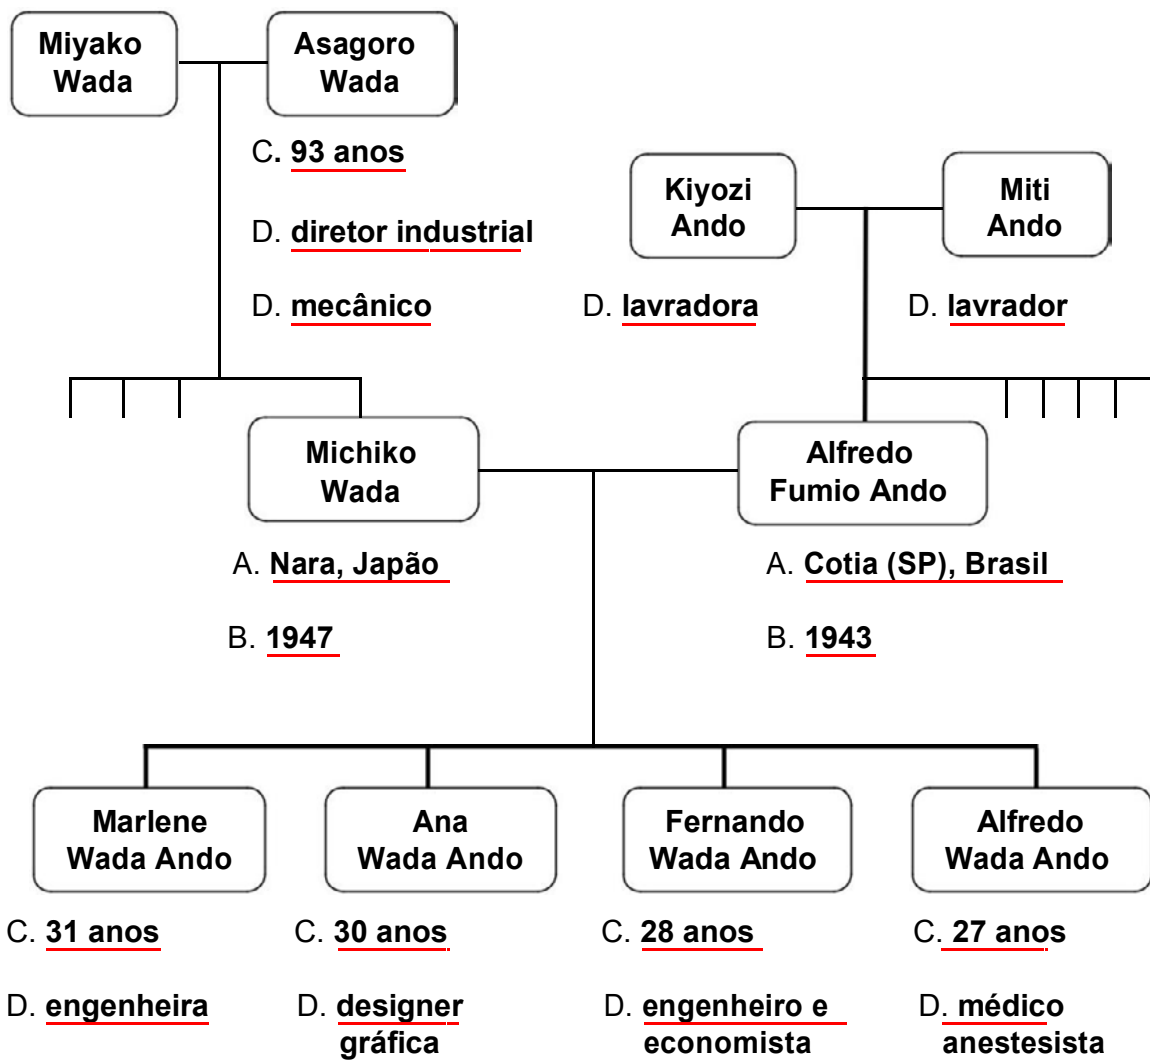 Miyako
Wada
Asagoro
Wada
C. 93 anos
D. diretor industrial
D. mecânico
Kiyozi
Ando
Miti
Ando
D. lavradora
D. lavrador
Michiko
Wada
Alfredo
Fumio Ando
A. Nara, Japão
A. Cotia (SP), Brasil
B. 1947
B. 1943
Marlene
Wada Ando
Ana
Wada Ando
Fernando
Wada Ando
Alfredo
Wada Ando
C. 31 anos
C. 30 anos
C. 28 anos
C. 27 anos
D. engenheira
D. designer
gráfica
D. engenheiro e
economista
D. médico
anestesista